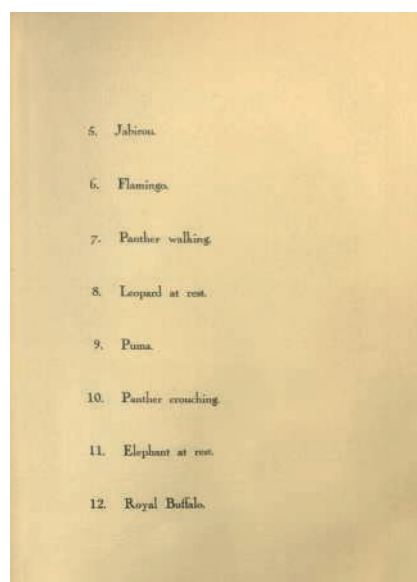 5. Jabirou.
6. Flamingo.
7. Panther walking.
8. Leopard at rest.
9. Puma.
10. Panther crouching.
11. Elephant at rest.
12. Royal Buffalo.